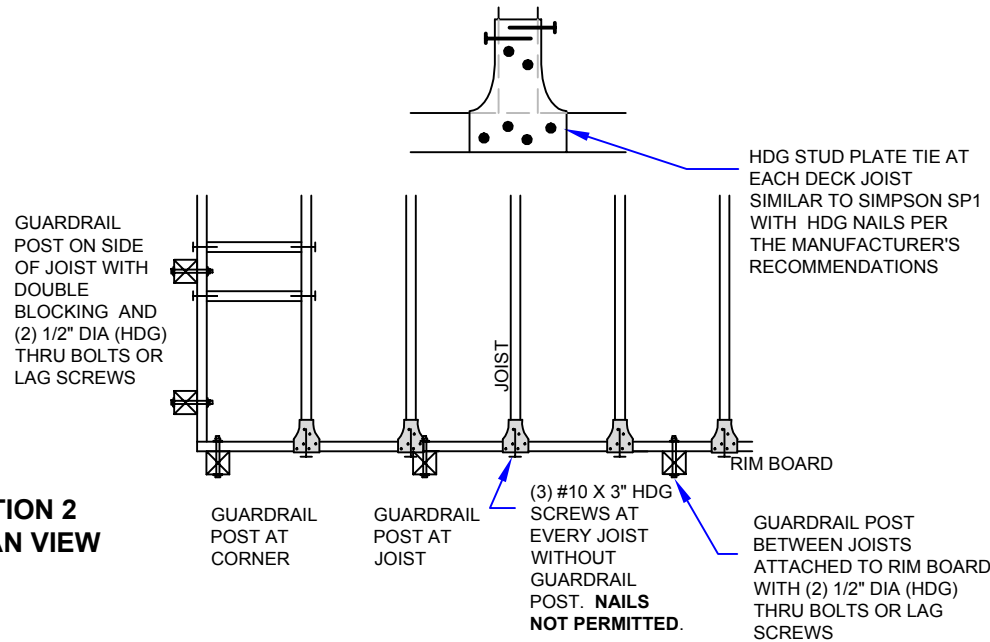 HDG STUD PLATE TIE AT
EACH DECK JOIST
SIMILAR TO SIMPSON SP1
WITH HDG NAILS PER
THE MANUFACTURER'S
RECOMMENDATIONS
GUARDRAIL
POST ON SIDE
OF JOIST WITH
DOUBLE
BLOCKING AND
(2) 1/2" DIA (HDG)
THRU BOLTS OR
LAG SCREWS
JOIST
RIM BOARD
TION 2
AN VIEW
GUARDRAIL
POST AT
CORNER
GUARDRAIL
POST AT
JOIST
(3) #10 X 3" HDG
SCREWS AT
EVERY JOIST
WITHOUT
GUARDRAIL
POST. NAILS
NOT PERMITTED.
GUARDRAIL POST
BETWEEN JOISTS
ATTACHED TO RIM BOARD
WITH (2) 1/2" DIA (HDG)
THRU BOLTS OR LAG
SCREWS